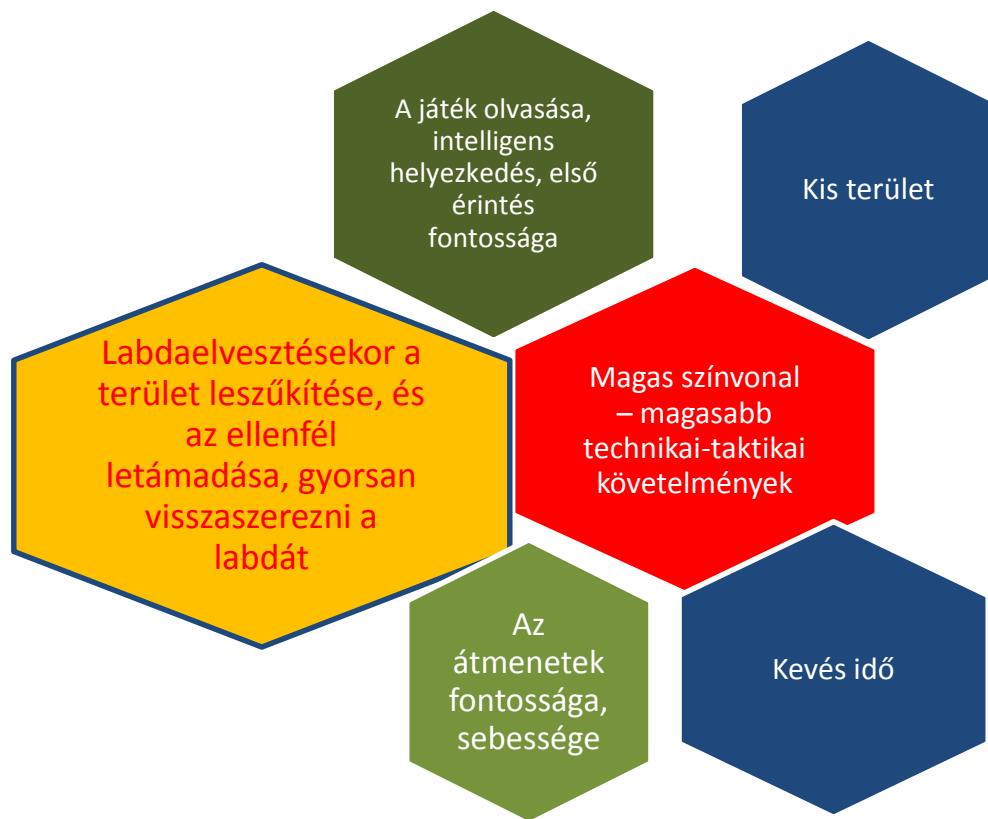 A játék olvasása,
intelligens
helyezkedés, első
érintés
fontossága
Kis terület
Labdaelvesztésekor a
terület leszűkítése, és
az ellenfél
letámadása, gyorsan
visszaszerezni a
labdát
Magas színvonal
– magasabb
technikai-taktikai
követelmények
Az
átmenetek
fontossága,
sebessége
Kevés idő